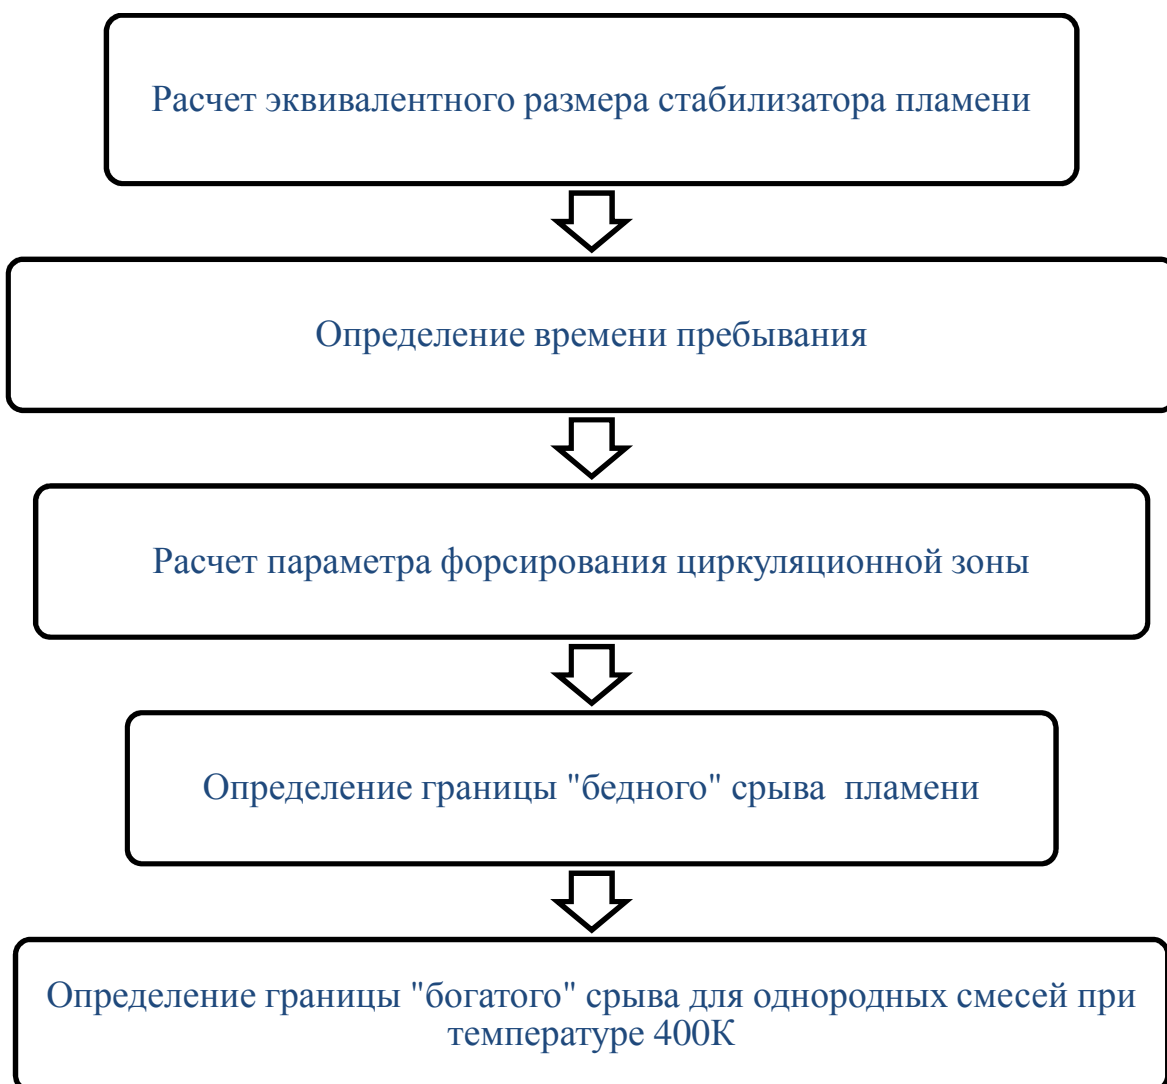 Расчет эквивалентного размера стабилизатора пламени
Определение времени пребывания
Расчет параметра форсирования циркуляционной зоны
Определение границы "бедного" срыва пламени
Определение границы "богатого" срыва для однородных смесей при
температуре 400К